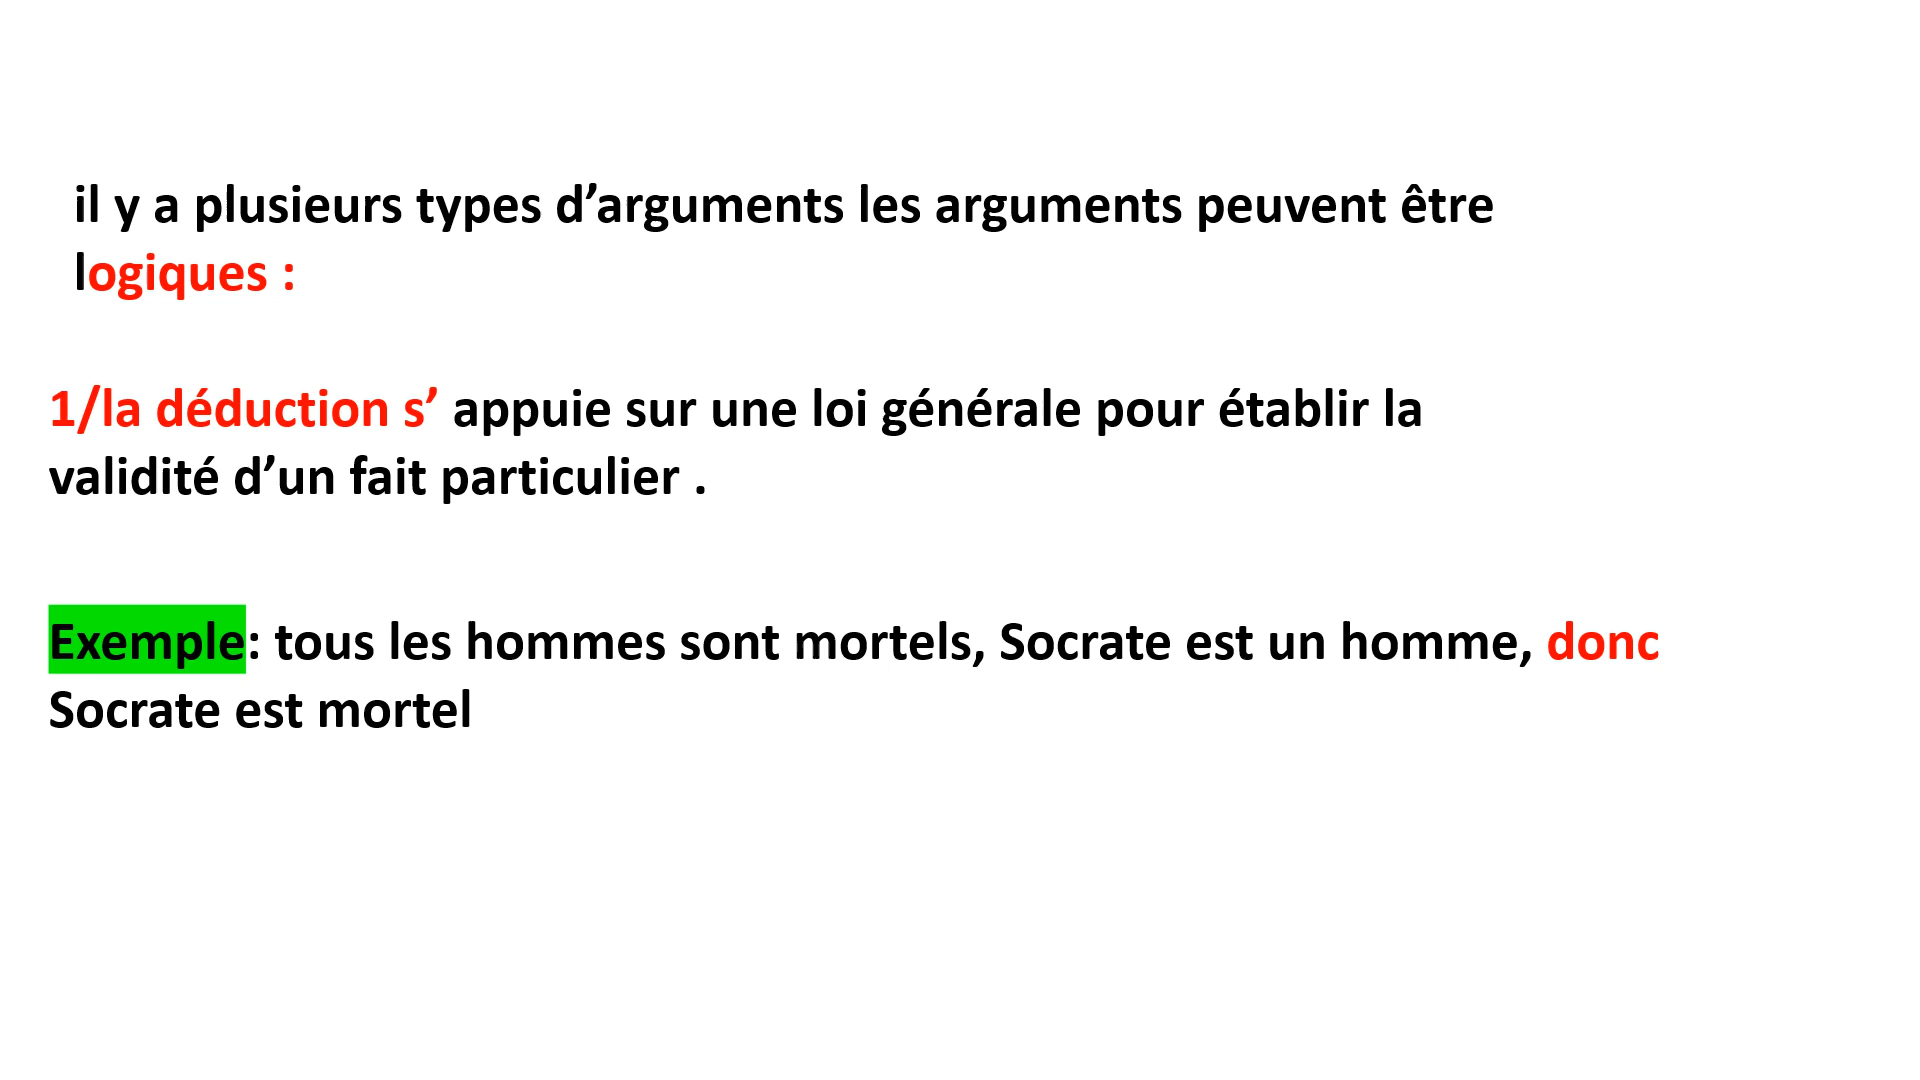 il y a plusieurs types d’arguments les arguments peuvent être
logiques :
1/la déduction s’ appuie sur une loi générale pour établir la
validité d’un fait particulier .
Exemple: tous les hommes sont mortels, Socrate est un homme, donc
Socrate est mortel